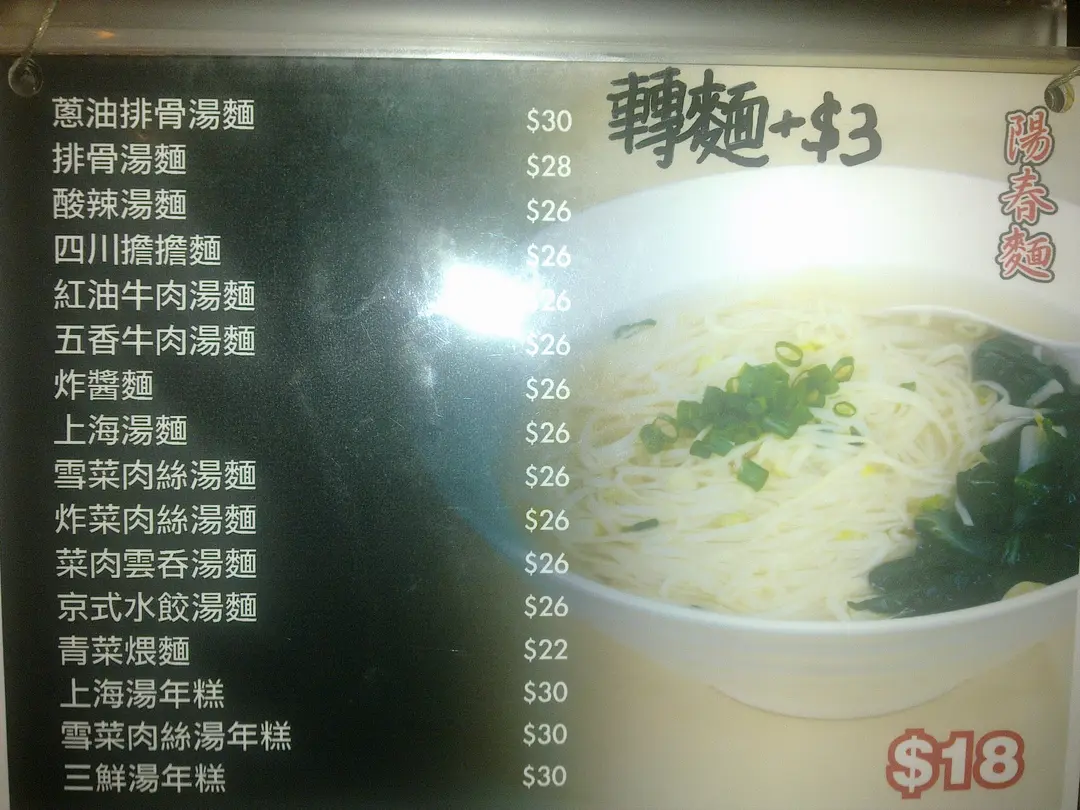 蔥油排骨湯麵 $30
排骨湯麵 $28
酸辣湯麵 $26
四川擔擔麵 $26
紅油牛肉湯麵 $26
五香牛肉湯麵 $26
炸醬麵 $26
上海湯麵 $26
雪菜肉絲湯麵 $26
炸菜肉絲湯麵 $26
菜肉雲吞湯麵 $26
京式水餃湯麵 $26
青菜煨麵 $22
上海湯年糕 $30
雪菜肉絲湯年糕 $30
三鮮湯年糕 $30
轉麵+$3
陽春麵
$18